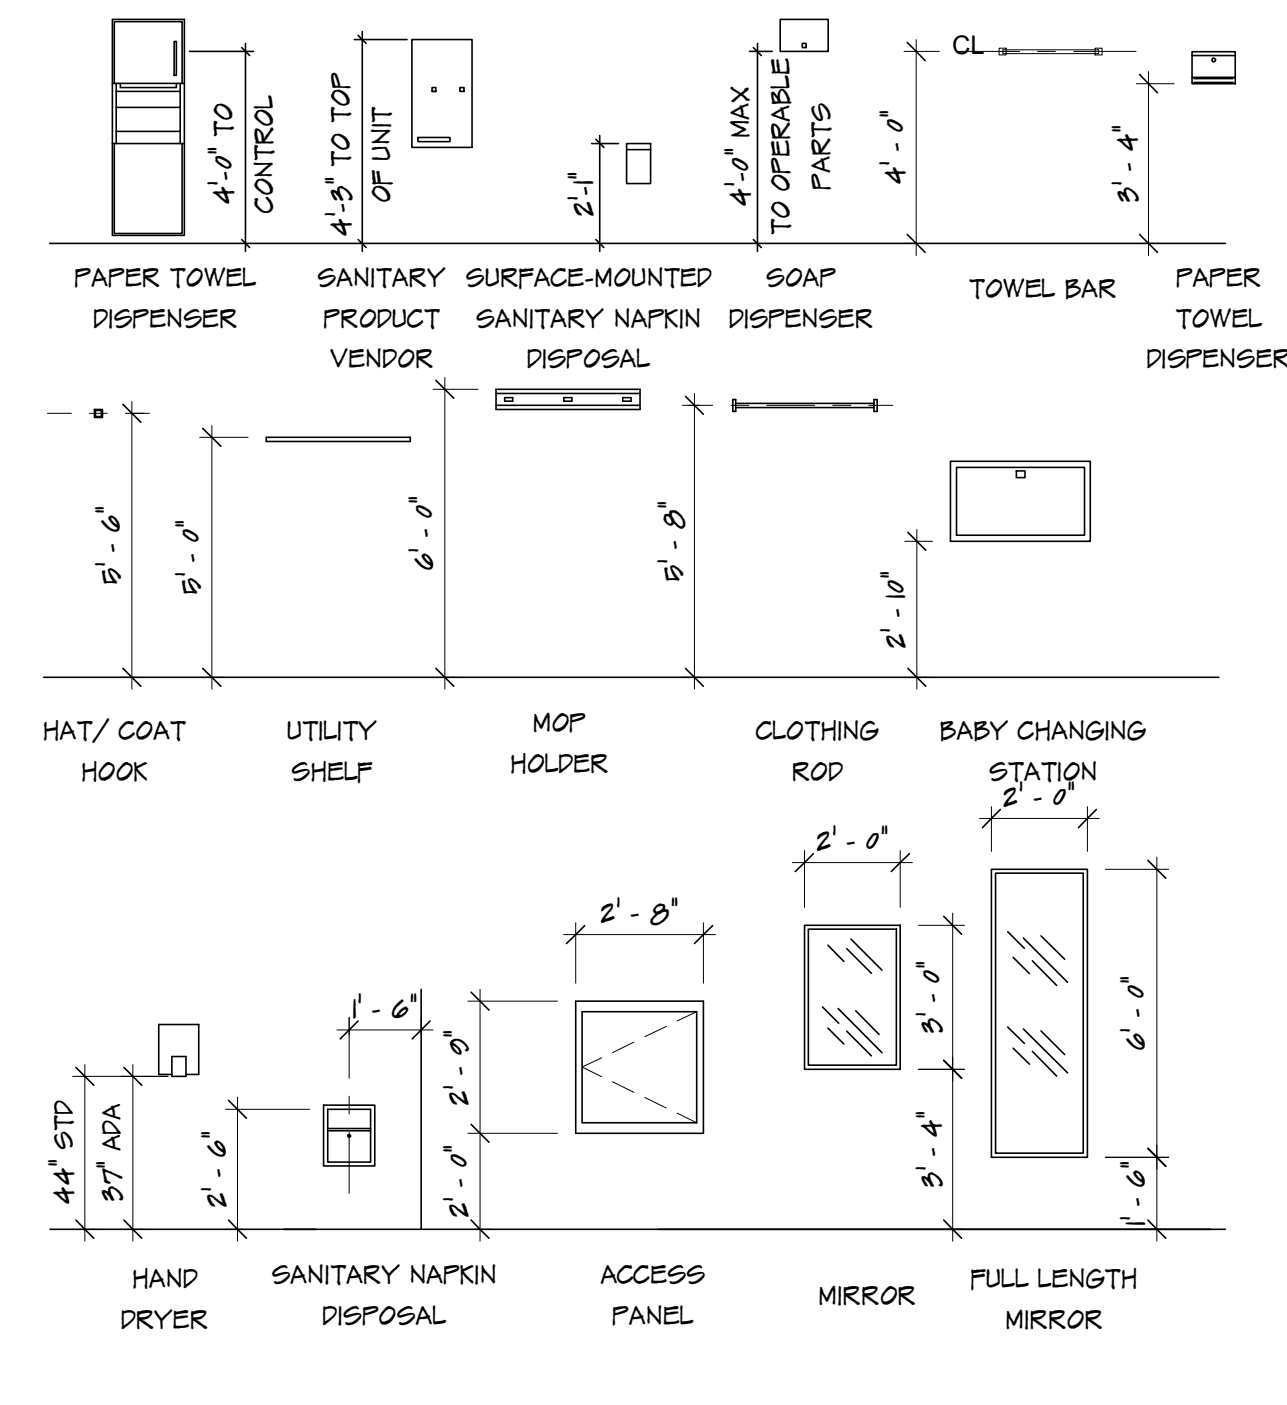 4'-0" TO
CONTROL
4'-3" TO TOP
OF UNIT
2'-1"
4'-0" MAX
TO OPERABLE
PARTS
4' - 0"
CL
3' - 4"
PAPER TOWEL
DISPENSER
SANITARY
PRODUCT
VENDOR
SURFACE-MOUNTED
SANITARY NAPKIN
DISPOSAL
SOAP
DISPENSER
TOWEL BAR
PAPER
TOWEL
DISPENSER
5' - 6"
5' - 0"
6' - 0"
5' - 8"
2' - 10"
HAT/ COAT
HOOK
UTILITY
SHELF
MOP
HOLDER
CLOTHING
ROD
BABY CHANGING
STATION
44" STD
37" ADA
2' - 6"
1' - 6"
2' - 9"
2' - 0"
2' - 8"
2' - 0"
3' - 0"
3' - 4"
2' - 0"
6' - 0"
1' - 6"
HAND
DRYER
SANITARY NAPKIN
DISPOSAL
ACCESS
PANEL
MIRROR
FULL LENGTH
MIRROR